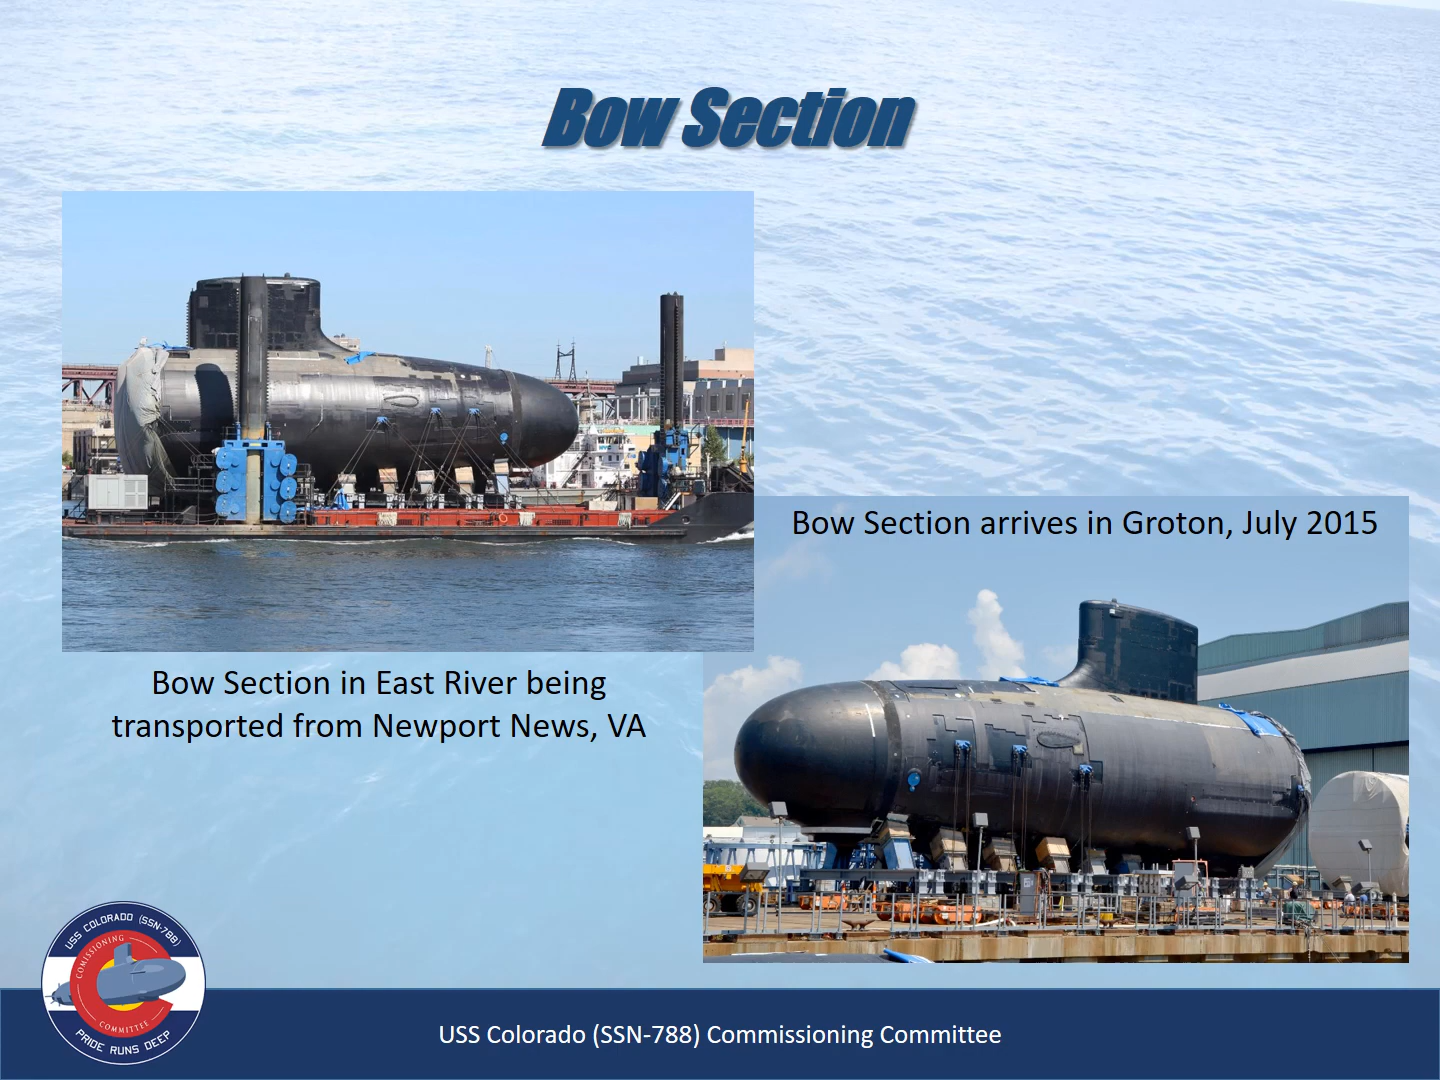 Bow Section
Bow Section arrives in Groton, July 2015
Bow Section in East River being
transported from Newport News, VA
USS COLORADO (SSN-788)
COMISSIONING
COMMITTEE
PRIDE RUNS DEEP
USS Colorado (SSN-788) Commissioning Committee